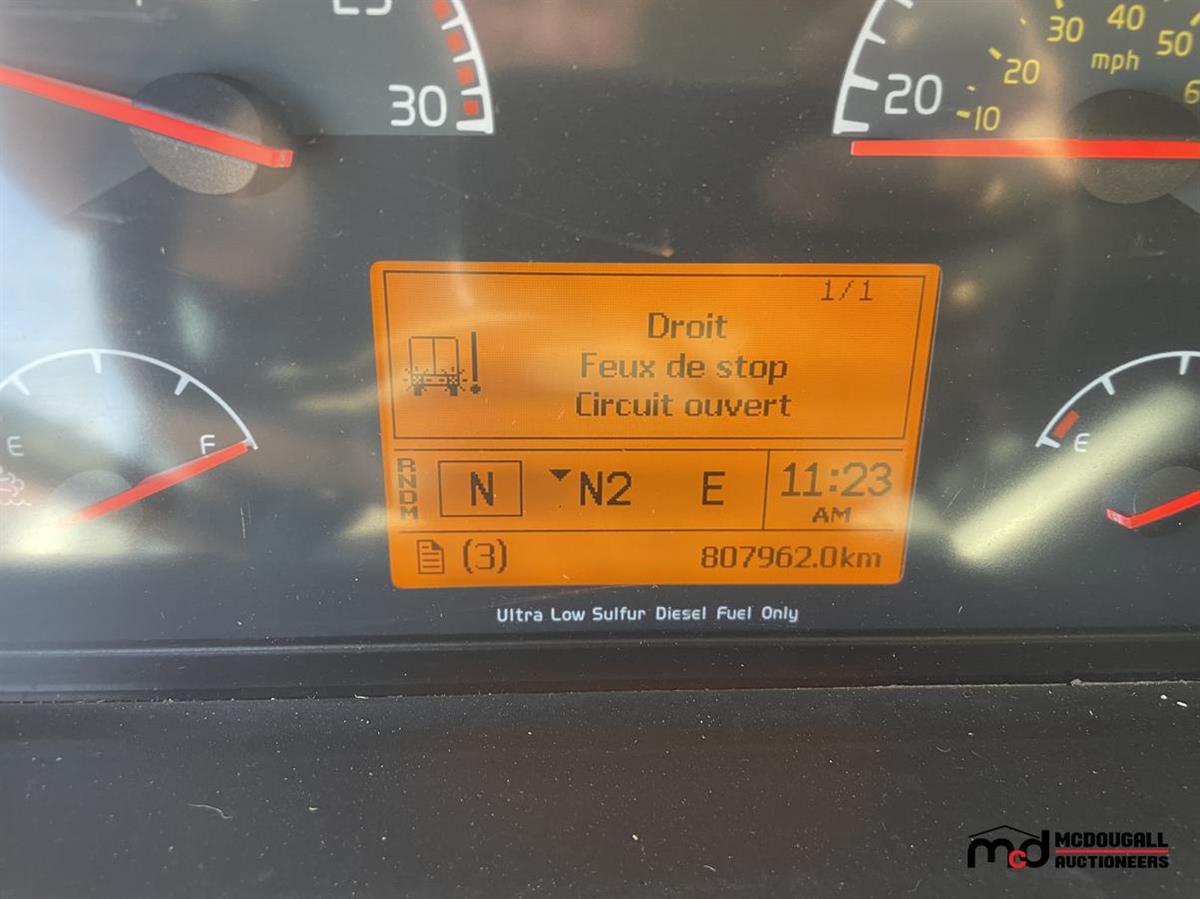 30
20
10
20
30
40
50
mph
1/1
Droit
Feux de stop
Circuit ouvert
E
F
E
RNDM
N
N2
E
11:23
AM
(3)
807962.0km
Ultra Low Sulfur Diesel Fuel Only
mcd
MCDOUGALL
AUCTIONEERS